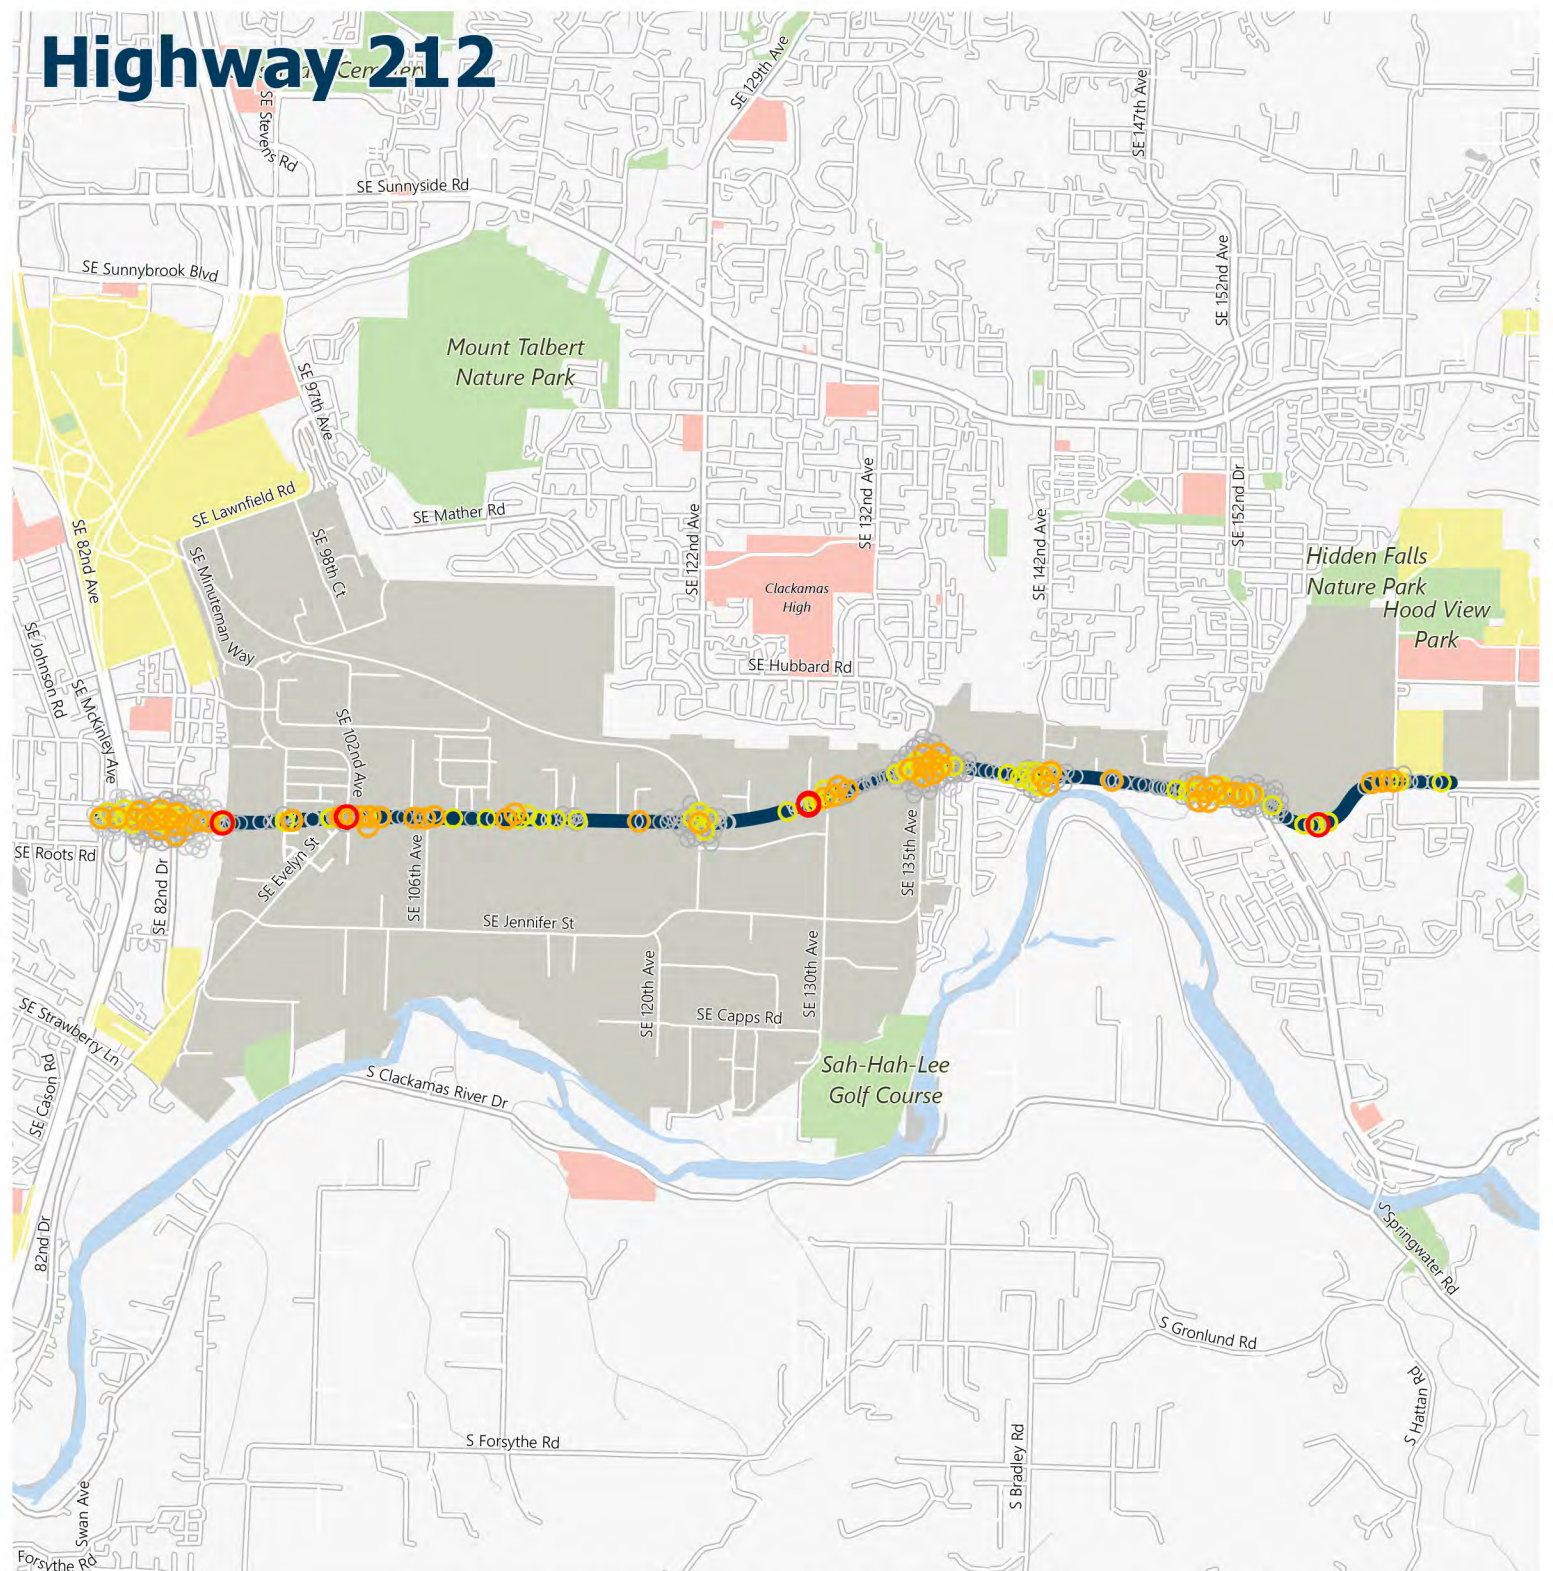 Highway 212
SE Stevens Rd
SE 129th Ave
SE 147th Ave
SE Sunnyside Rd
SE Sunnybrook Blvd
SE 152nd Ave
Mount Talbert
Nature Park
SE 97th Ave
SE Lawnfield Rd
SE Mather Rd
SE 132nd Ave
SE 152nd Dr
SE 82nd Ave
SE 98th Ct
SE 122nd Ave
SE 142nd Ave
Hidden Falls
Nature Park
Hood View
Park
Clackamas
High
SE Minuteman Way
SE Johnson Rd
SE McKinley Ave
SE Hubbard Rd
SE 102nd Ave
SE Roots Rd
SE 82nd Dr
SE Evelyn St
SE 106th Ave
SE 135th Ave
SE Jennifer St
SE 120th Ave
SE 130th Ave
SE Capps Rd
SE Strawberry Ln
SE Cason Rd
S Clackamas River Dr
Sah-Hah-Lee
Golf Course
82nd Dr
S Springwater Rd
S Gronlund Rd
S Hattan Rd
S Forsythe Rd
S Bradley Rd
Swan Ave
Forsythe Rd